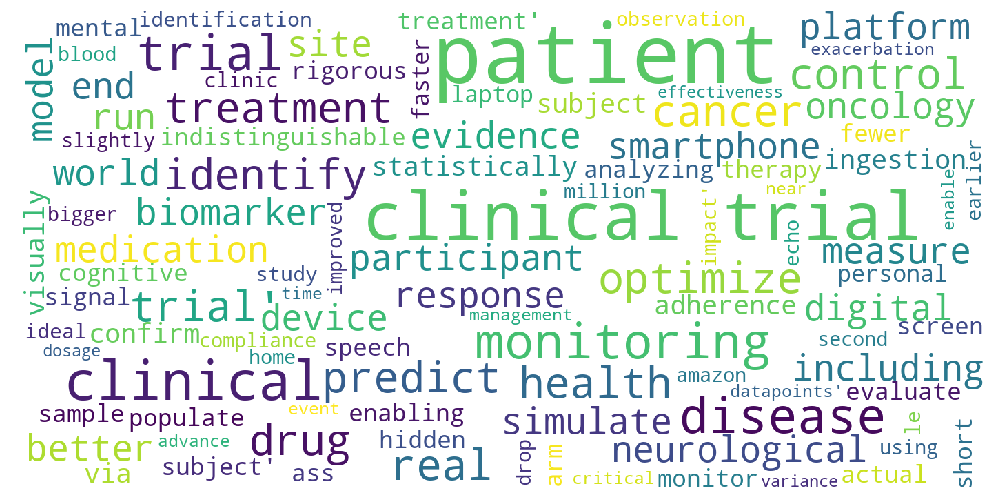 mental identification treatment' observation platform
blood trial site patient exacerbation
model clinic rigorous faster laptop effectiveness control
end treatment subject cancer oncology
run evidence fewer
slightly indistinguishable smartphone
world identify statistically analyzing therapy ingestion earlier
million near enable
visually bigger biomarker improved clinical trial impact' echo
medication participant measure
cognitive study optimize personal
signal trial' time response adherence digital
device management second screen
ideal confirm compliance speech monitoring
dosage home including
clinical predict health amazon
datapoints' evaluate
sample populate event enabling simulate disease le using
better advance drug hidden drop neurological short
via subject' ass real arm critical monitor variance actual